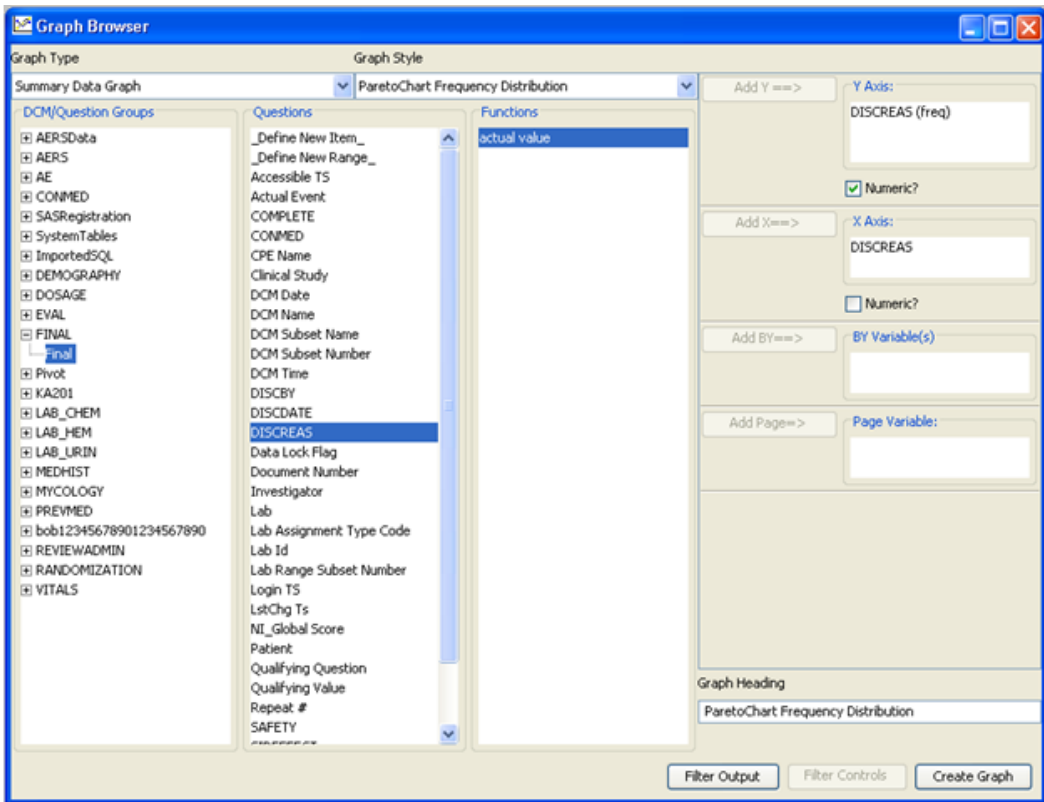 Graph Browser
Graph Type
Graph Style
Summary Data Graph
ParetoChart Frequency Distribution
DCM/Question Groups
AERSData
AERS
AE
CONMED
SASRegistration
SystemTables
ImportedSQL
DEMOGRAPHY
DOSAGE
EVAL
FINAL
Final
Pivot
KA201
LAB_CHEM
LAB_HEM
LAB_URIN
MEDHIST
MYCOLOGY
PREVMED
bob12345678901234567890
REVIEWADMIN
RANDOMIZATION
VITALS
Questions
_Define New Item_
_Define New Range_
Accessible TS
Actual Event
COMPLETE
CONMED
CPE Name
Clinical Study
DCM Date
DCM Name
DCM Subset Name
DCM Subset Number
DCM Time
DISCBY
DISCDATE
DISCREAS
Data Lock Flag
Document Number
Investigator
Lab
Lab Assignment Type Code
Lab Id
Lab Range Subset Number
Login TS
LstChg Ts
NI_Global Score
Patient
Qualifying Question
Qualifying Value
Repeat #
SAFETY
Functions
actual value
Add Y ==>
Y Axis:
DISCREAS (freq)
Numeric?
Add X==>
X Axis:
DISCREAS
Numeric?
Add BY==>
BY Variable(s)
Add Page=>
Page Variable:
Graph Heading
ParetoChart Frequency Distribution
Filter Output
Filter Controls
Create Graph